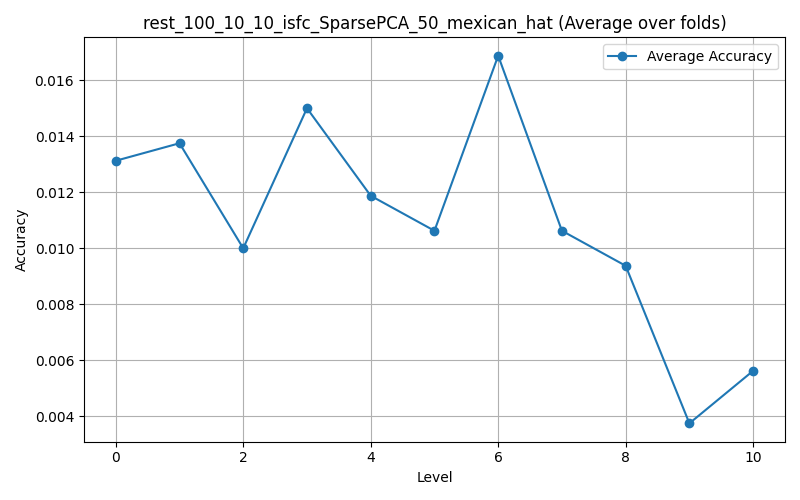 rest_100_10_10_isfc_SparsePCA_50_mexican_hat (Average over folds)
Average Accuracy
0.016
0.014
0.012
0.010
0.008
0.006
0.004
Accuracy
0 2 4 6 8 10
Level